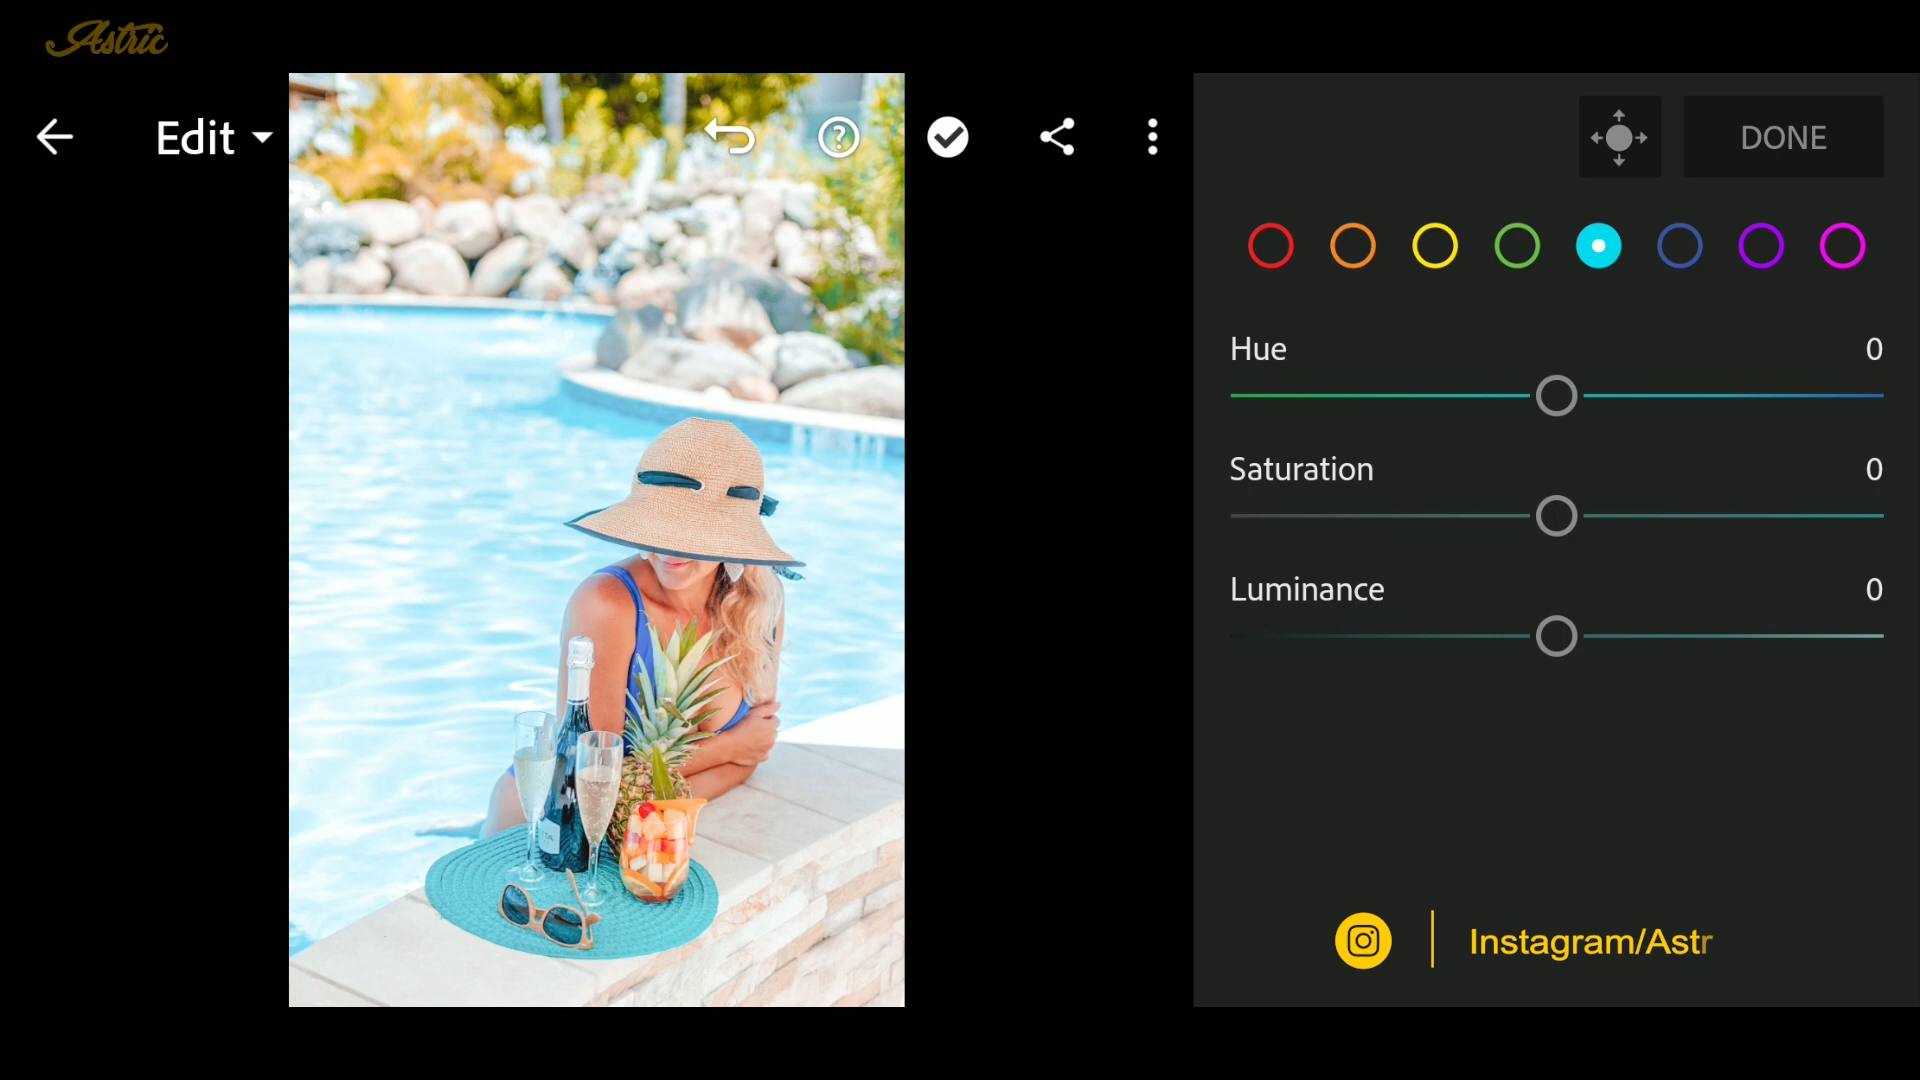 Astric
Edit
DONE
Hue 0
Saturation 0
Luminance 0
Instagram/Astr